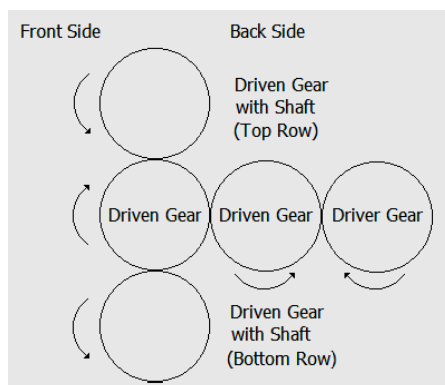 Front Side
Back Side
Driven Gear
with Shaft
(Top Row)
Driven Gear
Driven Gear
Driver Gear
Driven Gear
with Shaft
(Bottom Row)